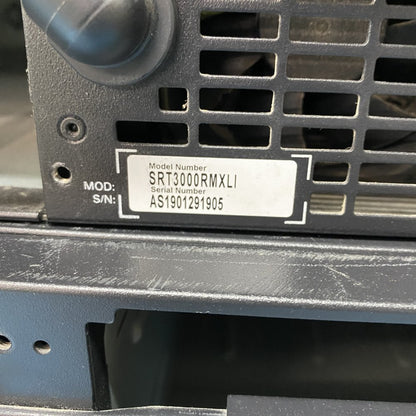 Model Number
MOD: SRT3000RMXLI
Serial Number
S/N: AS1901291905